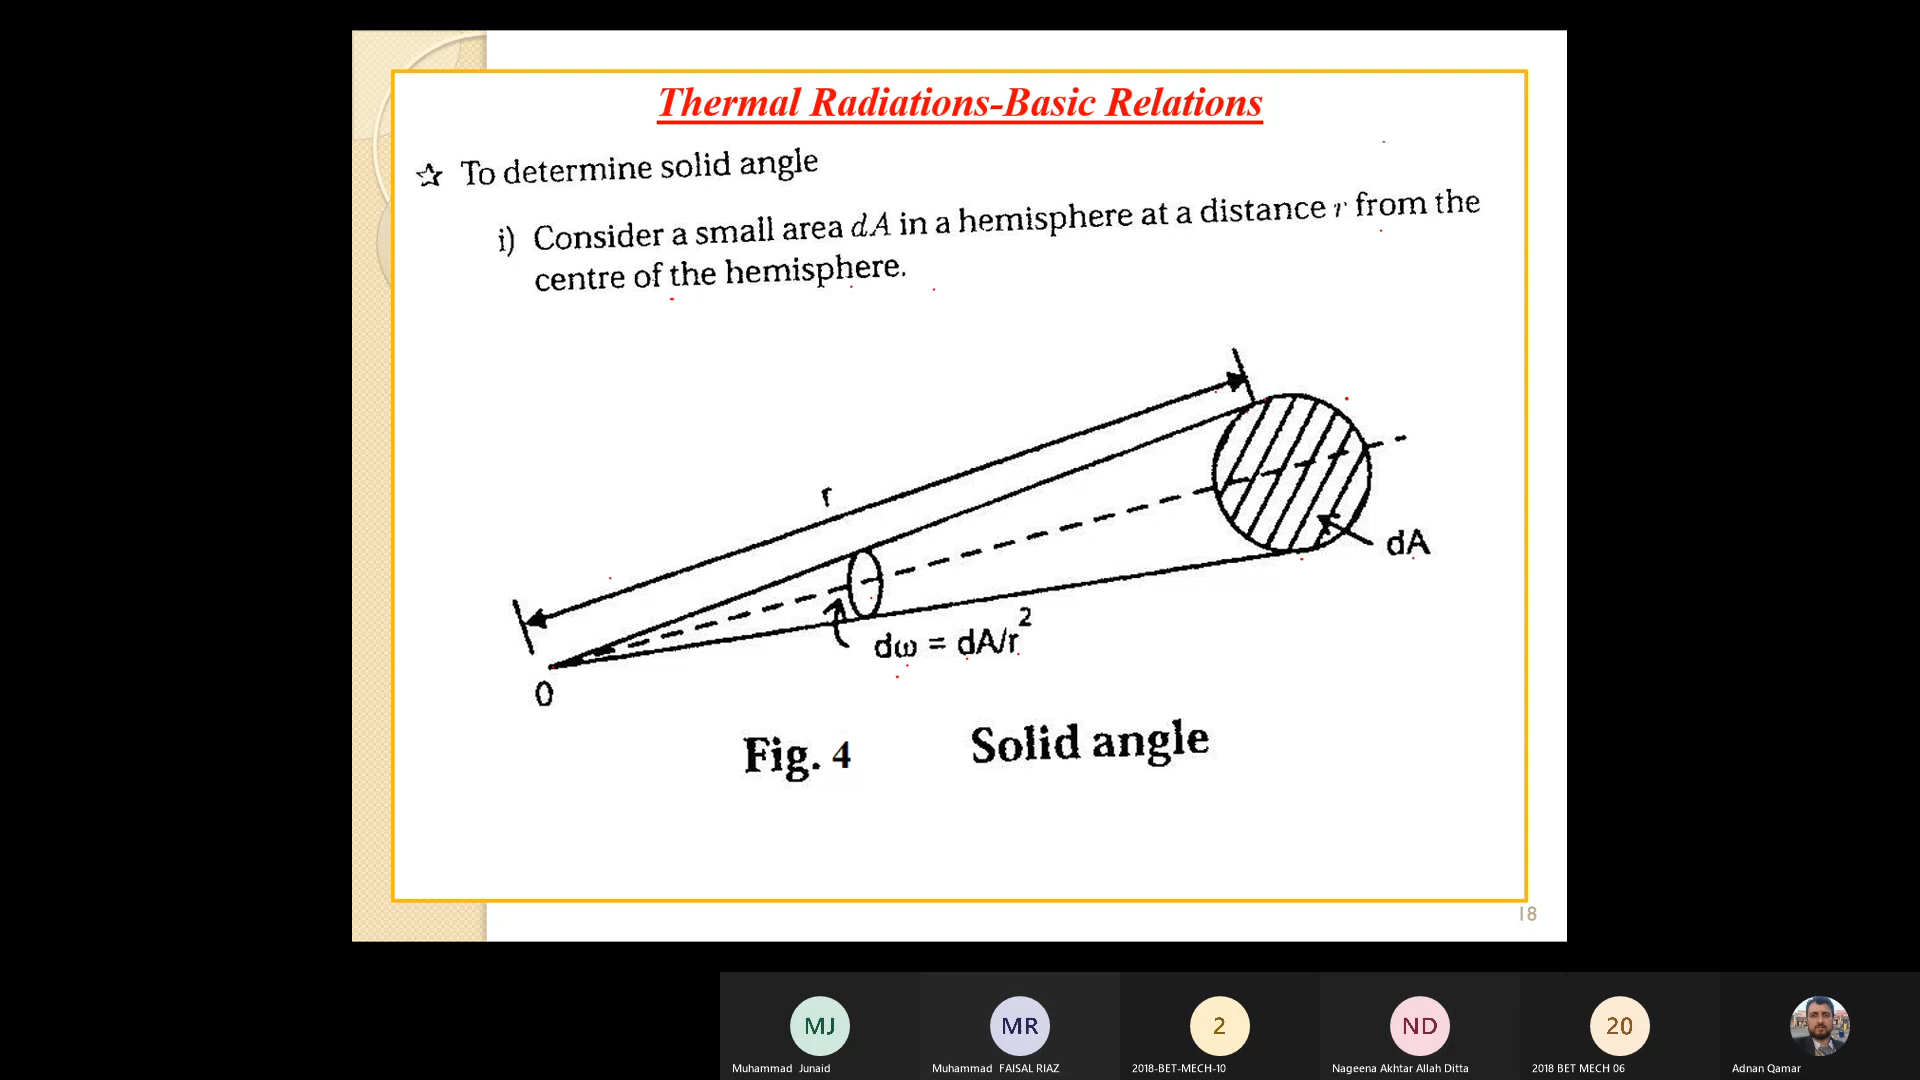 Thermal Radiations-Basic Relations
☆ To determine solid angle
i) Consider a small area dA in a hemisphere at a distance r from the
centre of the hemisphere.
r
dA
dω = dA/r²
0
Fig. 4 Solid angle
18
MJ
MR
2
ND
20
Muhammad Junaid
Muhammad FAISAL RIAZ
2018-BET-MECH-10
Nageena Akhtar Allah Ditta
2018 BET MECH 06
Adnan Qamar